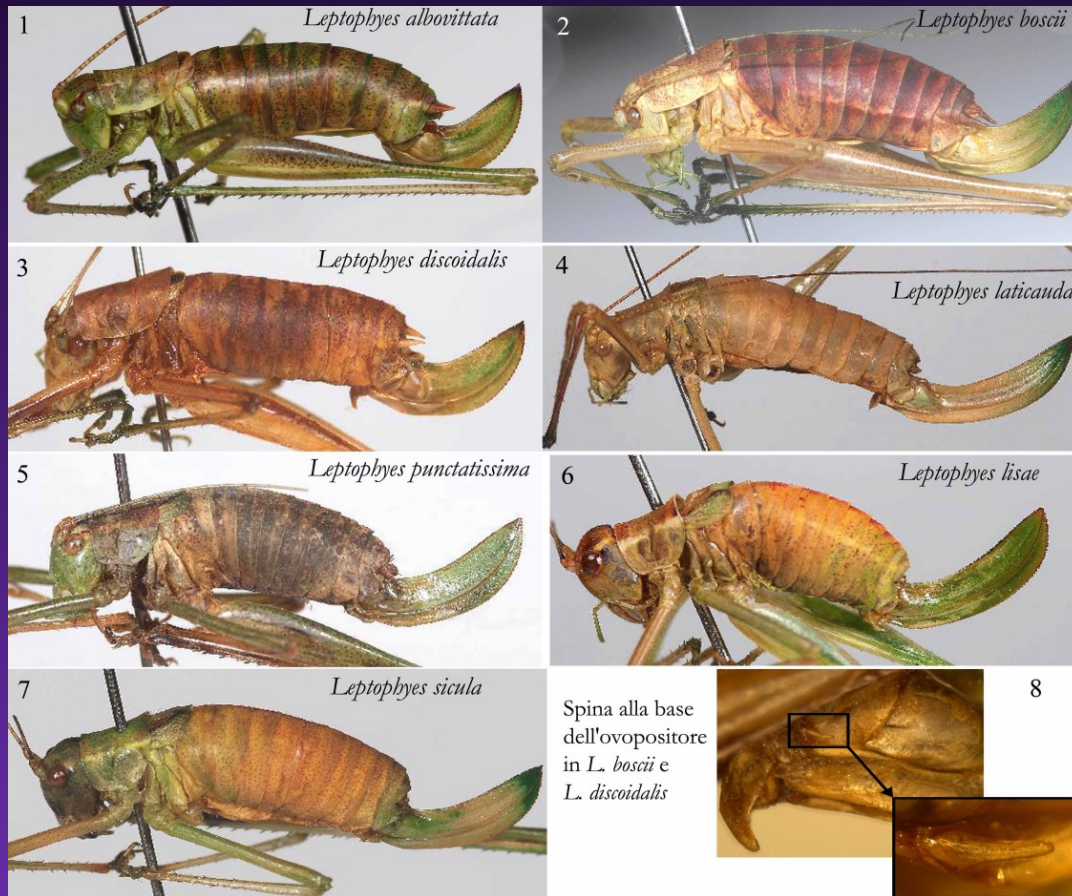 1
Leptophyes albovittata
2
Leptophyes boscii
3
Leptophyes discoidalis
4
Leptophyes laticauda
5
Leptophyes punctatissima
6
Leptophyes lisae
7
Leptophyes sicula
Spina alla base
dell'ovopositore
in L. boscii e
L. discoidalis
8